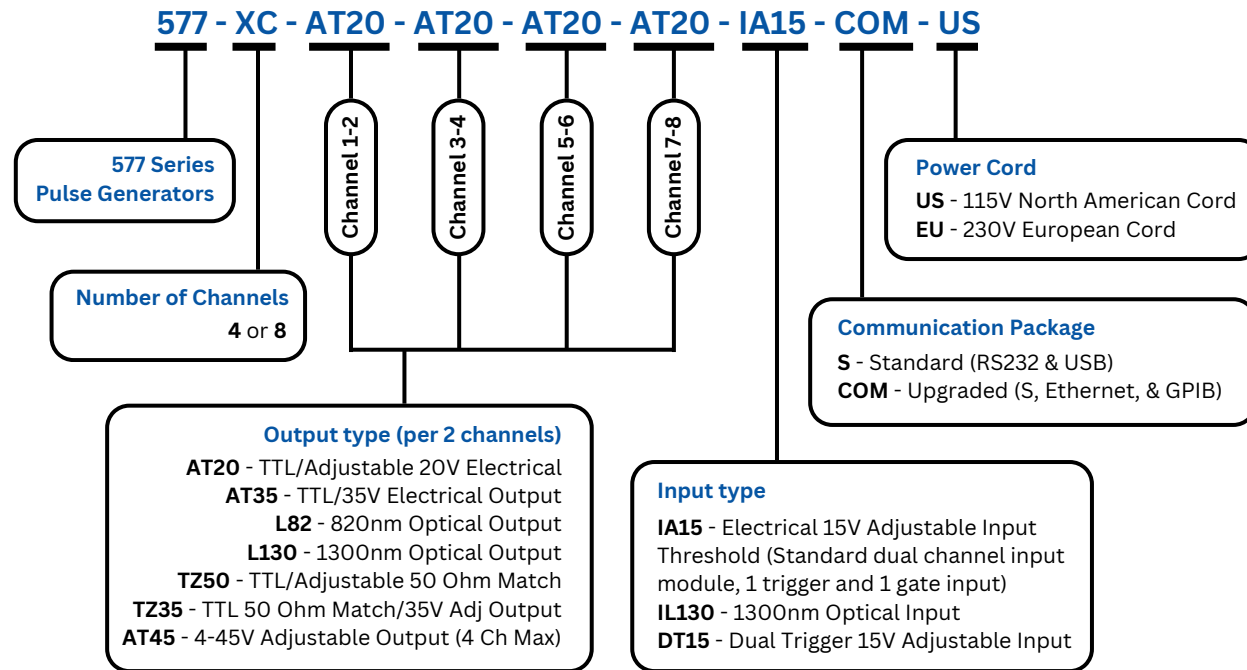 577 - XC - AT20 - AT20 - AT20 - AT20 - IA15 - COM - US
Channel 1-2
Channel 3-4
Channel 5-6
Channel 7-8
577 Series
Pulse Generators
Number of Channels
4 or 8
Power Cord
US - 115V North American Cord
EU - 230V European Cord
Communication Package
S - Standard (RS232 & USB)
COM - Upgraded (S, Ethernet, & GPIB)
Output type (per 2 channels)
AT20 - TTL/Adjustable 20V Electrical
AT35 - TTL/35V Electrical Output
L82 - 820nm Optical Output
L130 - 1300nm Optical Output
TZ50 - TTL/Adjustable 50 Ohm Match
TZ35 - TTL 50 Ohm Match/35V Adj Output
AT45 - 4-45V Adjustable Output (4 Ch Max)
Input type
IA15 - Electrical 15V Adjustable Input
Threshold (Standard dual channel input
module, 1 trigger and 1 gate input)
IL130 - 1300nm Optical Input
DT15 - Dual Trigger 15V Adjustable Input